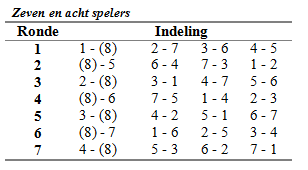 Zeven en acht spelers
Ronde Indeling
1 1 - (8) 2 - 7 3 - 6 4 - 5
2 (8) - 5 6 - 4 7 - 3 1 - 2
3 2 - (8) 3 - 1 4 - 7 5 - 6
4 (8) - 6 7 - 5 1 - 4 2 - 3
5 3 - (8) 4 - 2 5 - 1 6 - 7
6 (8) - 7 1 - 6 2 - 5 3 - 4
7 4 - (8) 5 - 3 6 - 2 7 - 1